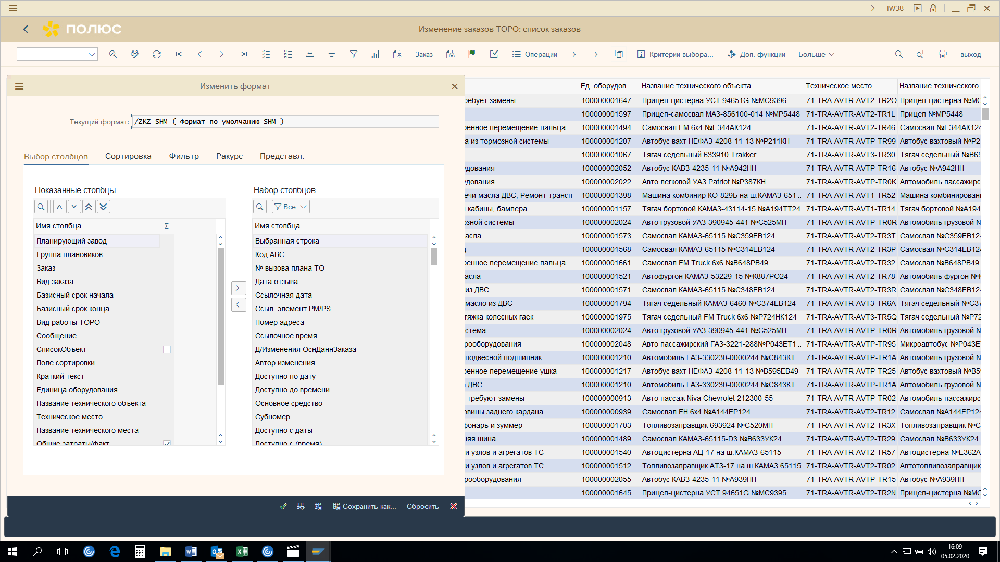 IW38
ПОЛЮС
Изменение заказов ТОРО: список заказов
Заказ
Операции
Σ
Σ
Критерии выбора...
Доп. функции
Больше
выход
Изменить формат
Текущий формат: /ZKZ_SHM ( Формат по умолчанию SHM )
Выбор столбцов Сортировка Фильтр Ракурс Представл.
Показанные столбцы
Имя столбца Σ
Планирующий завод
Группа плановиков
Заказ
Вид заказа
Базисный срок начала
Базисный срок конца
Вид работы ТОРО
Сообщение
СписокОбъект
Поле сортировки
Краткий текст
Единица оборудования
Название технического объекта
Техническое место
Название технического места
Общие затраты/факт
Набор столбцов
Все
Имя столбца
Выбранная строка
Код ABC
№ вызова плана ТО
Дата отзыва
Ссылочная дата
Ссыл. элемент PM/PS
Номер адреса
Ссылочное время
Д/Изменения ОснДаннЗаказа
Автор изменения
Доступно по дату
Доступно до времени
Основное средство
Субномер
Доступно с даты
Доступно с (время)
Сохранить как...
Сбросить
Ед. оборудов. Название технического объекта Техническое место Название технического
ребует замены 100000001647 Прицеп-цистерна УСТ 94651G №МС9396 71-TRA-AVTR-AVT2-TR2O Прицеп-цистерна №МС
100000001597 Прицеп-самосвал МАЗ-856100-014 №МР5448 71-TRA-AVTR-AVT2-TR1L Прицеп №МР5448
ренное перемещение пальца 100000001494 Самосвал FM 6x4 №Е344АК124 71-TRA-AVTR-AVT2-TR46 Самосвал №Е344АК124
а из тормозной системы 100000001207 Автобус вахт НЕФАЗ-4208-11-13 №Р211КН 71-TRA-AVTR-AVTP-TR99 Автобус вахтовый №Р2
100000001067 Тягач седельный 633910 Trakker 71-TRA-AVTR-AVT3-TR30 Тягач седельный №В65
удования 100000002052 Автобус КАВЗ-4235-11 №А942НН 71-TRA-AVTR-AVTP-TR16 Автобус №А942НН
удования 100000002022 Авто легковой УАЗ Patriot №Р387КН 71-TRA-AVTR-AVTP-TR0K Автомобиль пассажирс
ечи масла ДВС, Ремонт трансп 100000001398 Машина комбинир КО-829Б на ш.КАМАЗ-651... 71-TRA-AVTR-AVT1-TR52 Машина комбинирован
и кабины, бампера 100000001157 Тягач бортовой КАМАЗ-43114-15 №А194ТТ24 71-TRA-AVTR-AVT1-TR14 Тягач бортовой №А194
озной системы 100000002024 Авто грузовой УАЗ-390945-441 №С525МН 71-TRA-AVTR-AVTP-TR0R Автомобиль грузовой №
асла 100000001573 Самосвал КАМАЗ-65115 №С359ЕВ124 71-TRA-AVTR-AVT2-TR3T Самосвал №С359ЕВ124
100000001568 Самосвал КАМАЗ-65115 №С314ЕВ124 71-TRA-AVTR-AVT2-TR3P Самосвал №С314ЕВ124
ренное перемещение пальца 100000001661 Самосвал FM Truck 6x6 №В648РВ49 71-TRA-AVTR-AVT2-TR32 Самосвал №В648РВ49
асла 100000001521 Автофургон КАМАЗ-53229-15 №К887РО24 71-TRA-AVTR-AVT2-TR78 Автомобиль фургон №К
из ДВС. 100000001571 Самосвал КАМАЗ-65115 №С348ЕВ124 71-TRA-AVTR-AVT2-TR3R Самосвал №С348ЕВ124
масло из ДВС 100000001794 Тягач седельный КАМАЗ-6460 №С374ЕВ124 71-TRA-AVTR-AVT3-TR6A Тягач седельный №С37
тяжка колесных гаек 100000001975 Тягач седельный FM Truck 6x6 №Р724НК124 71-TRA-AVTR-AVT3-TR5Q Тягач седельный №Р72
стема 100000002024 Авто грузовой УАЗ-390945-441 №С525МН 71-TRA-AVTR-AVTP-TR0R Автомобиль грузовой №
рооборудования 100000002048 Авто пассажирский ГАЗ-3221-288№Р043ЕТ1... 71-TRA-AVTR-AVTP-TR95 Микроавтобус №Р043Е
подвесной подшипник 100000001210 Автомобиль ГАЗ-330230-0000244 №С843КТ 71-TRA-AVTR-AVTP-TR1A Автомобиль грузовой №
ренное перемещение ушка 100000001217 Автобус вахт НЕФАЗ-4208-11-13 №В595ЕВ49 71-TRA-AVTR-AVTP-TR25 Автобус вахтовый №В5
ДВС 100000001210 Автомобиль ГАЗ-330230-0000244 №С843КТ 71-TRA-AVTR-AVTP-TR1A Автомобиль грузовой №
требуют замены 100000000913 Авто пассаж Niva Chevrolet 212300-55 71-TRA-AVTR-AVTP-TR02 Автомобиль пассажирс
овины заднего кардана 100000000939 Самосвал FH 6x4 №А144ЕР124 71-TRA-AVTR-AVT2-TR12 Самосвал №А144ЕР124
онарь и зуммер 100000001703 Топливозаправщик 693924 №С520МН 71-TRA-AVTR-AVT2-TR3X Топливозаправщик №С
няя шина 100000001489 Самосвал КАМАЗ-65115-D3 №В633УК24 71-TRA-AVTR-AVT2-TR29 Самосвал №В633УК24
и узлов и агрегатов ТС 100000001540 Автоцистерна АЦ-17 на ш.КАМАЗ-65115 71-TRA-AVTR-AVT2-TR57 Автоцистерна №Е362А
и узлов и агрегатов ТС 100000001512 Топливозаправщик АТЗ-17 на ш КАМАЗ 65115 71-TRA-AVTR-AVT2-TR02 Автотопливозаправщик
рооборудования 100000002055 Автобус КАВЗ-4235-11 №А939НН 71-TRA-AVTR-AVTP-TR15 Автобус №А939НН
100000001645 Прицеп-цистерна УСТ 94651G №МС9395 71-TRA-AVTR-AVT2-TR2N Прицеп-цистерна №МС
16:09
05.02.2020